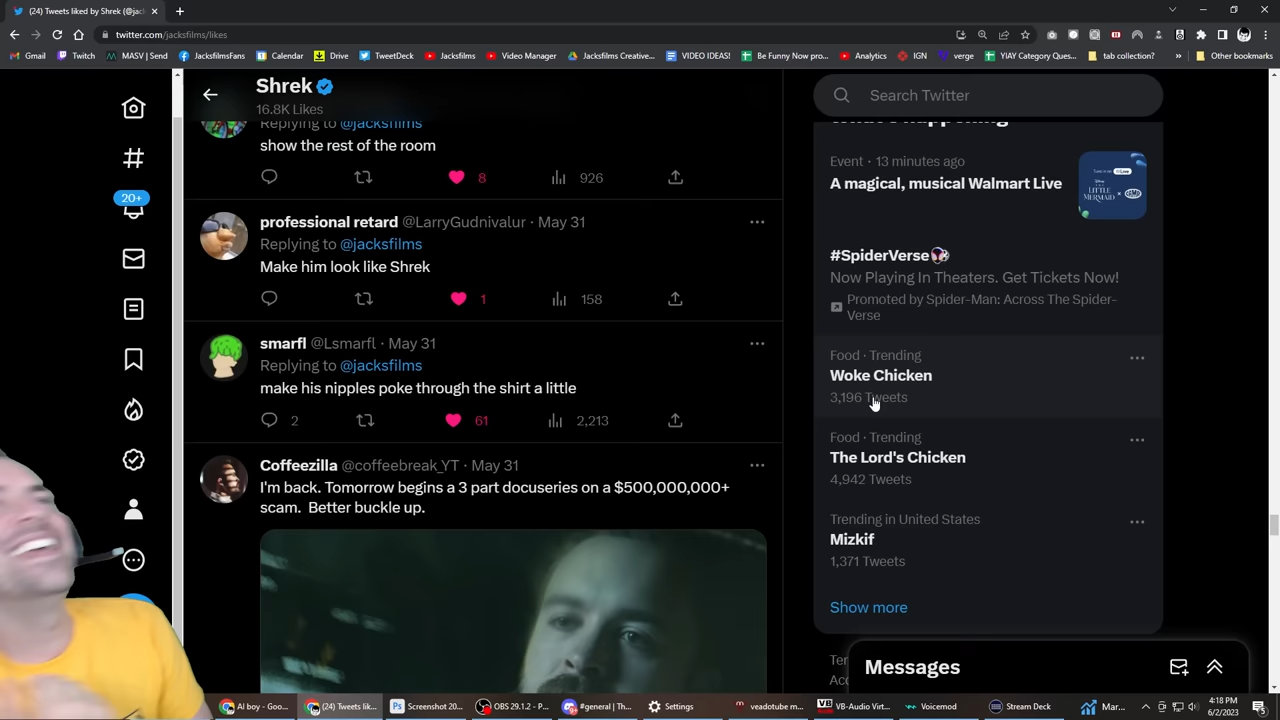 (24) Tweets liked by Shrek (@jac
twitter.com/jacksfilms/likes
Gmail
Twitch
MASV | Send
JacksfilmsFans
Calendar
Drive
TweetDeck
Jacksfilms
Video Manager
Jacksfilms Creative...
VIDEO IDEAS!
Be Funny Now pro...
Analytics
IGN
verge
YIAY Category Ques...
tab collection?
»
Other bookmarks
20+
Shrek
16.8K Likes
Replying to @jacksfilms
show the rest of the room
8
926
professional retard @LarryGudnivalur · May 31
Replying to @jacksfilms
Make him look like Shrek
1
158
smarfl @Lsmarfl · May 31
Replying to @jacksfilms
make his nipples poke through the shirt a little
2
61
2,213
Coffeezilla @coffeebreak_YT · May 31
I'm back. Tomorrow begins a 3 part docuseries on a $500,000,000+
scam. Better buckle up.
Search Twitter
What's happening
Event · 13 minutes ago
A magical, musical Walmart Live
LITTLE
MERMAID
#SpiderVerse
Now Playing In Theaters. Get Tickets Now!
Promoted by Spider-Man: Across The Spider-
Verse
Food · Trending
Woke Chicken
3,196 Tweets
Food · Trending
The Lord's Chicken
4,942 Tweets
Trending in United States
Mizkif
1,371 Tweets
Show more
Messages
AI boy - Goo...
(24) Tweets lik...
Screenshot 20...
OBS 29.1.2 - P...
#general | Th...
Settings
veadotube m...
VB-Audio Virt...
Voicemod
Stream Deck
Mar...
4:18 PM
6/2/2023